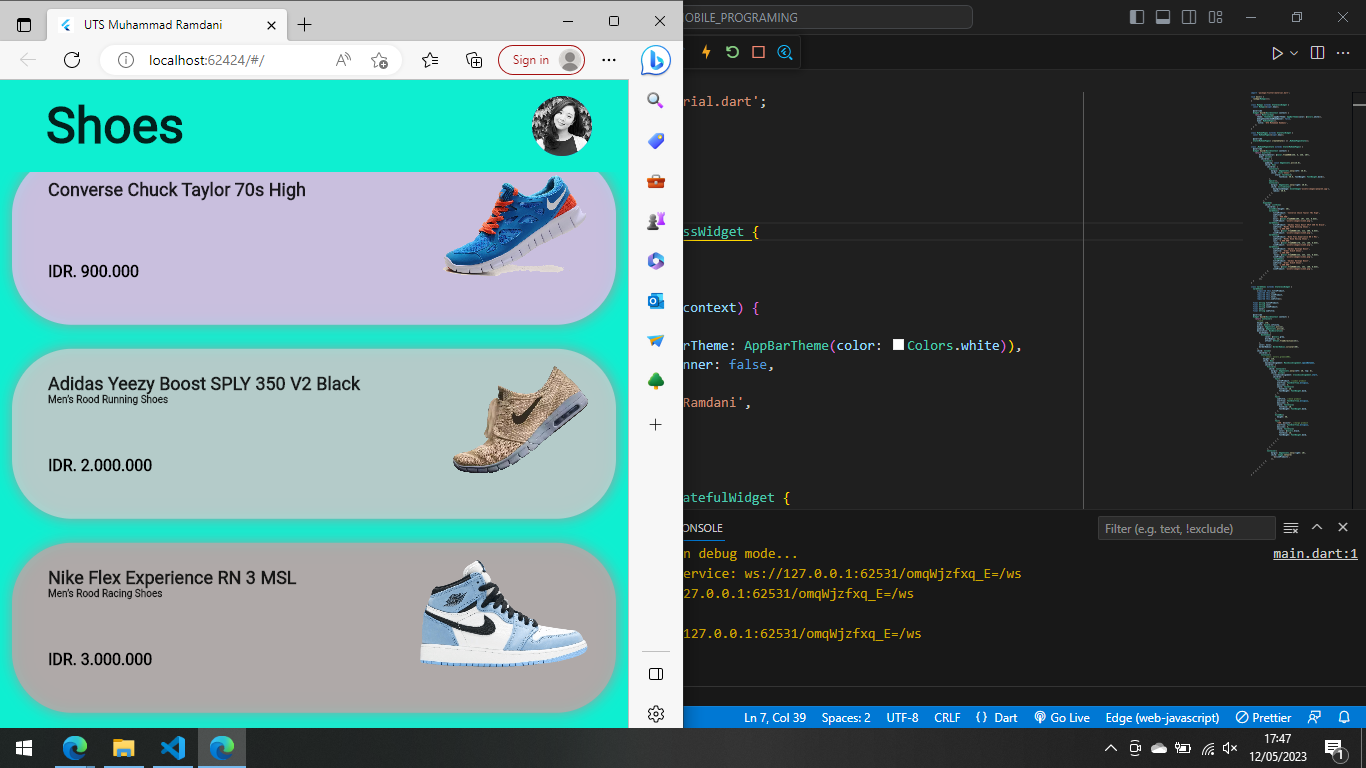 UTS Muhammad Ramdani
localhost:62424/#/
Sign in
Shoes
Converse Chuck Taylor 70s High
IDR. 900.000
Adidas Yeezy Boost SPLY 350 V2 Black
Men's Rood Running Shoes
IDR. 2.000.000
Nike Flex Experience RN 3 MSL
Men's Rood Racing Shoes
IDR. 3.000.000
OBILE_PROGRAMING
rial.dart';
ssWidget {
context) {
rTheme: AppBarTheme(color: Colors.white)),
nner: false,
Ramdani',
atefulWidget {
ONSOLE
Filter (e.g. text, !exclude)
n debug mode...
main.dart:1
ervice: ws://127.0.0.1:62531/omqWjzfxq_E=/ws
27.0.0.1:62531/omqWjzfxq_E=/ws
127.0.0.1:62531/omqWjzfxq_E=/ws
Ln 7, Col 39 Spaces: 2 UTF-8 CRLF {} Dart Go Live Edge (web-javascript) Prettier
17:47
12/05/2023
1